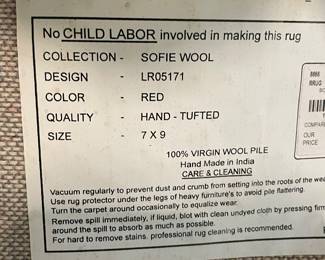 No CHILD LABOR involved in making this rug
COLLECTION - SOFIE WOOL
DESIGN - LR05171
COLOR - RED
QUALITY - HAND - TUFTED
SIZE - 7 X 9
100% VIRGIN WOOL PILE
Hand Made in India
CARE & CLEANING
Vacuum regularly to prevent dust and crumb from setting into the roots of the
Use rug protector under the legs of heavy furniture's to avoid pile flattering.
Turn the carpet around occasionally to equalize wear.
Remove spill immediately, if liquid, blot with clean undyed cloth by pressing
around the spill to absorb as much as possible.
For hard to remove stains. professional rug cleaning is recommended.
OUR
PRICE